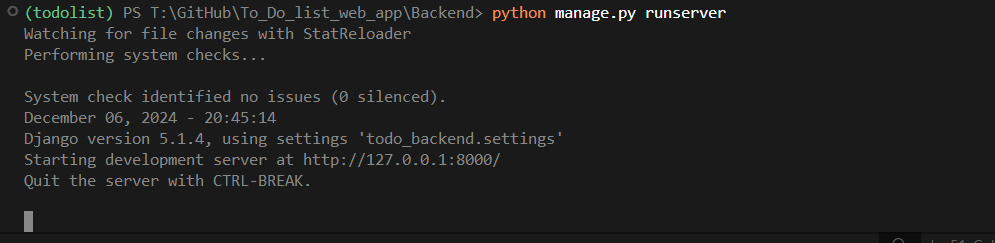 (todolist) PS T:\GitHub\To_Do_list_web_app\Backend> python manage.py runserver
Watching for file changes with StatReloader
Performing system checks...
System check identified no issues (0 silenced).
December 06, 2024 - 20:45:14
Django version 5.1.4, using settings 'todo_backend.settings'
Starting development server at http://127.0.0.1:8000/
Quit the server with CTRL-BREAK.